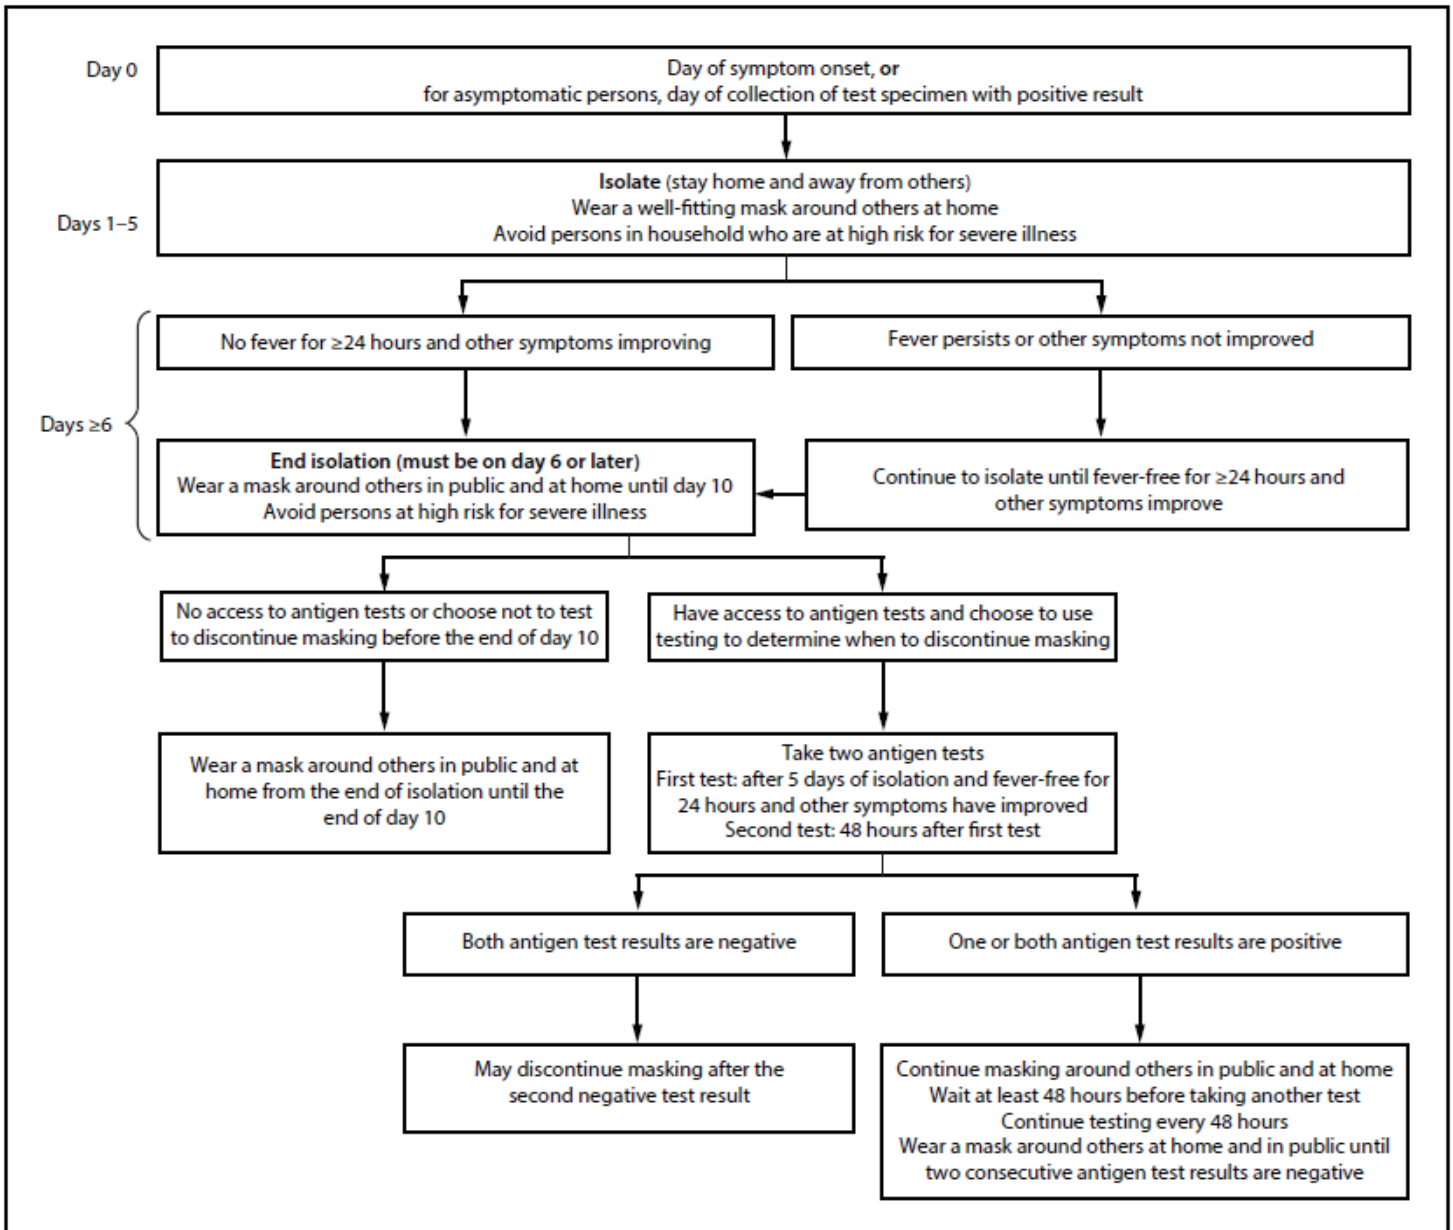 Day 0
Day of symptom onset, or
for asymptomatic persons, day of collection of test specimen with positive result
Days 1–5
Isolate (stay home and away from others)
Wear a well-fitting mask around others at home
Avoid persons in household who are at high risk for severe illness
Days ≥6
No fever for ≥24 hours and other symptoms improving
Fever persists or other symptoms not improved
End isolation (must be on day 6 or later)
Wear a mask around others in public and at home until day 10
Avoid persons at high risk for severe illness
Continue to isolate until fever-free for ≥24 hours and
other symptoms improve
No access to antigen tests or choose not to test
to discontinue masking before the end of day 10
Have access to antigen tests and choose to use
testing to determine when to discontinue masking
Wear a mask around others in public and at
home from the end of isolation until the
end of day 10
Take two antigen tests
First test: after 5 days of isolation and fever-free for
24 hours and other symptoms have improved
Second test: 48 hours after first test
Both antigen test results are negative
One or both antigen test results are positive
May discontinue masking after the
second negative test result
Continue masking around others in public and at home
Wait at least 48 hours before taking another test
Continue testing every 48 hours
Wear a mask around others at home and in public until
two consecutive antigen test results are negative